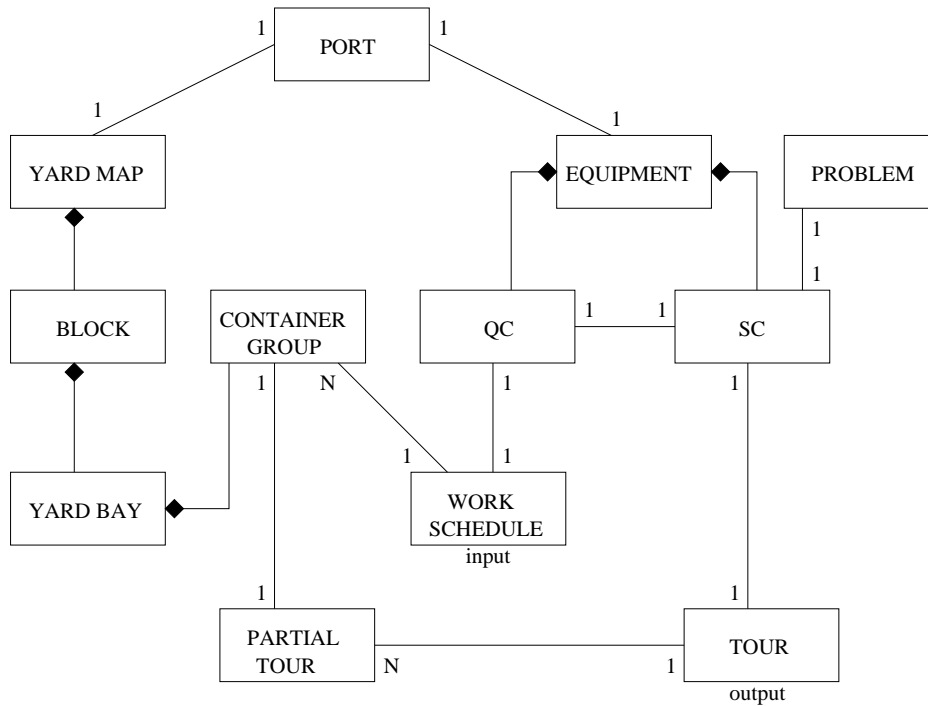 PORT
1
1
1
1
YARD MAP
EQUIPMENT
PROBLEM
1
1
BLOCK
CONTAINER
GROUP
QC
1
1
SC
1
N
1
1
1
1
YARD BAY
WORK
SCHEDULE
input
1
1
PARTIAL
TOUR
N
1
TOUR
output